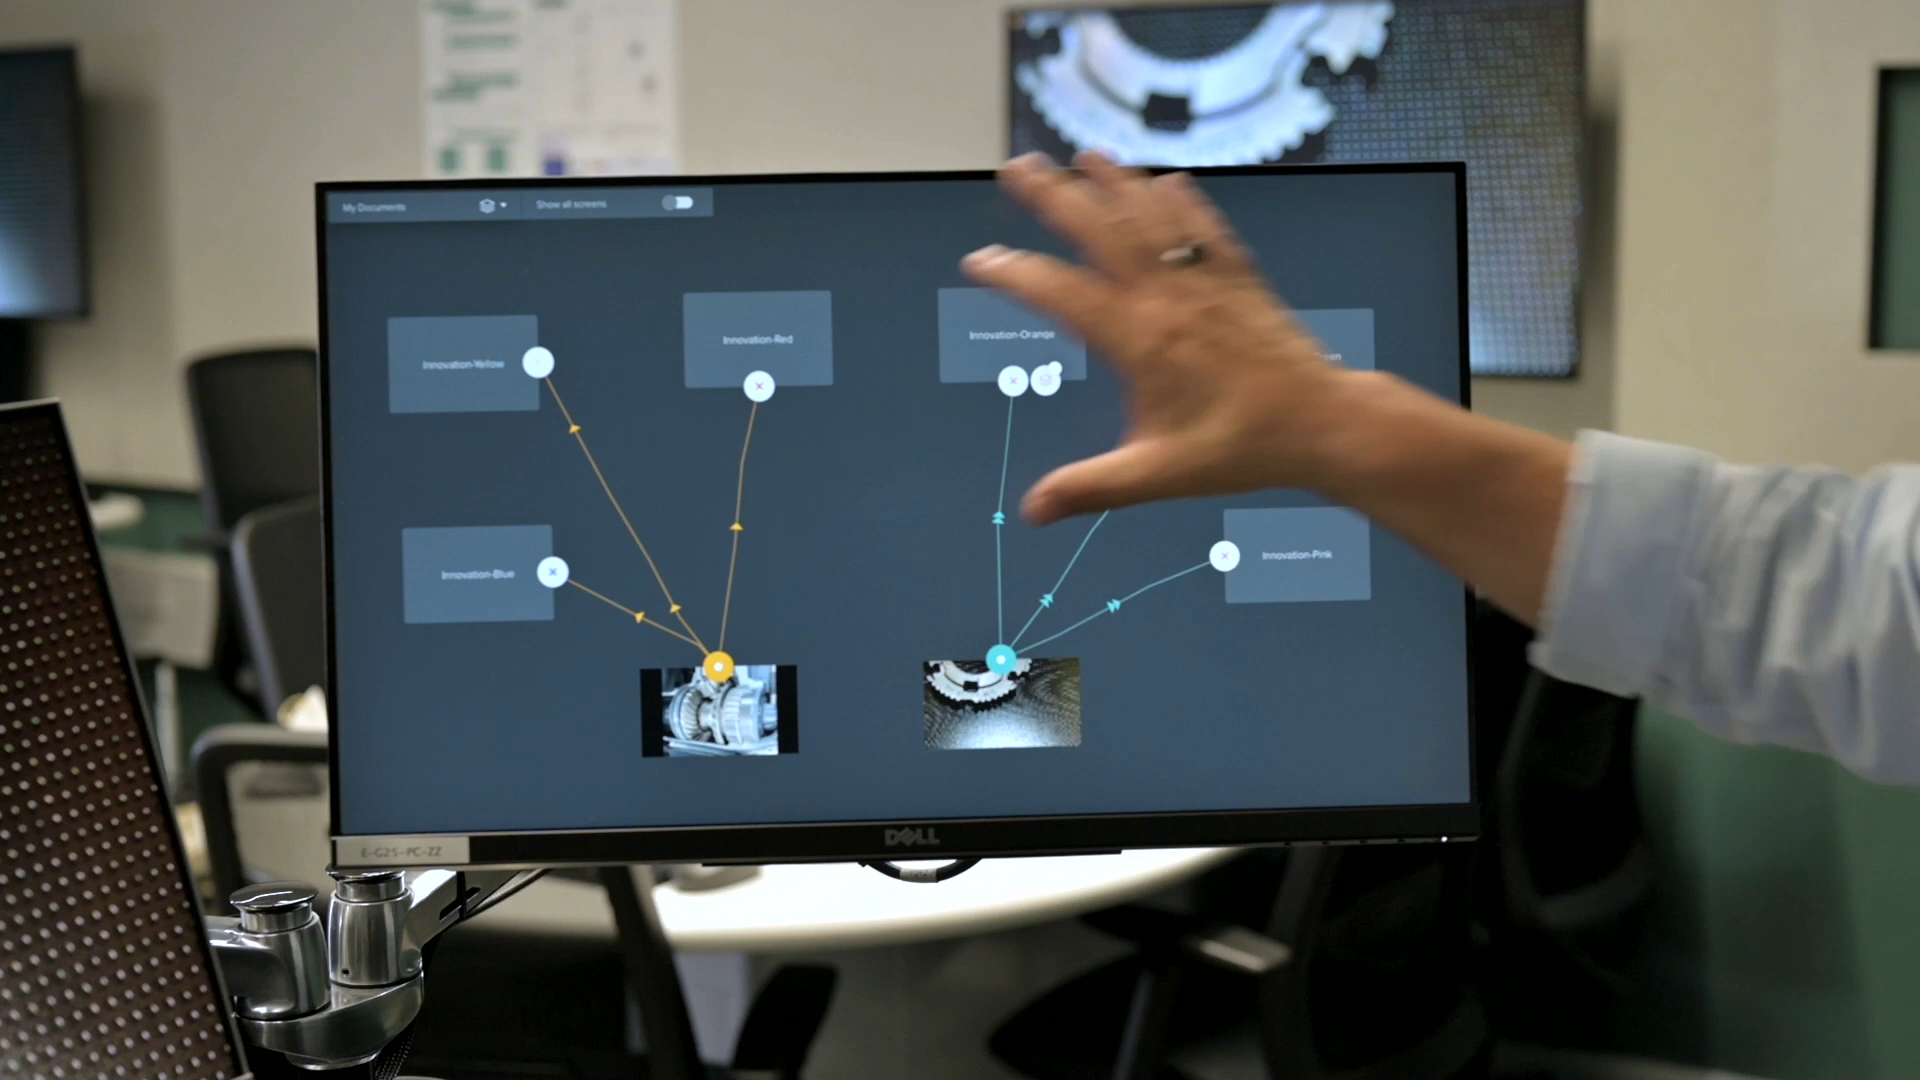 My Documents
Show all screens
Innovation-Yellow
Innovation-Red
Innovation-Orange
Innovation-Blue
Innovation-Pink
DELL
E-G25-PC-ZZ